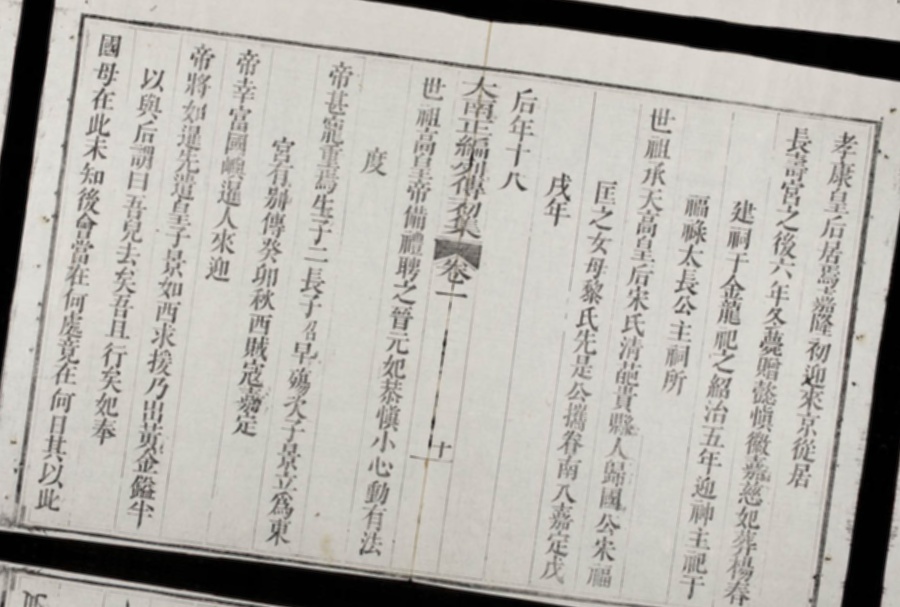 孝康皇后居焉嘉隆初迎來京從居
長壽宮之後六年冬薨贈懿慎徽嘉慈妃葬楊春
建祠于金龍祀之紹治五年迎神主祀于
福祿太長公主祠所
世祖承天高皇后宋氏清葩貴縣人歸國公宋福
匡之女母黎氏先是公攜眷南入嘉定戊
戌年
后年十八
大南正編列傳初集 卷二 十
世祖高皇帝備禮聘之晉元妃恭慎小心動有法
度
帝甚寵重焉生子二長子昭早殤次子景立為東
宮有別傳癸卯秋西賊寇嘉定
帝幸富國嶼暹人來迎
帝將如暹先遣皇子景如西求援乃出黃金鎰半
以與后謂曰吾兒去矣吾且行矣妃奉
國母在此未知後會當在何處竟在何日其以此